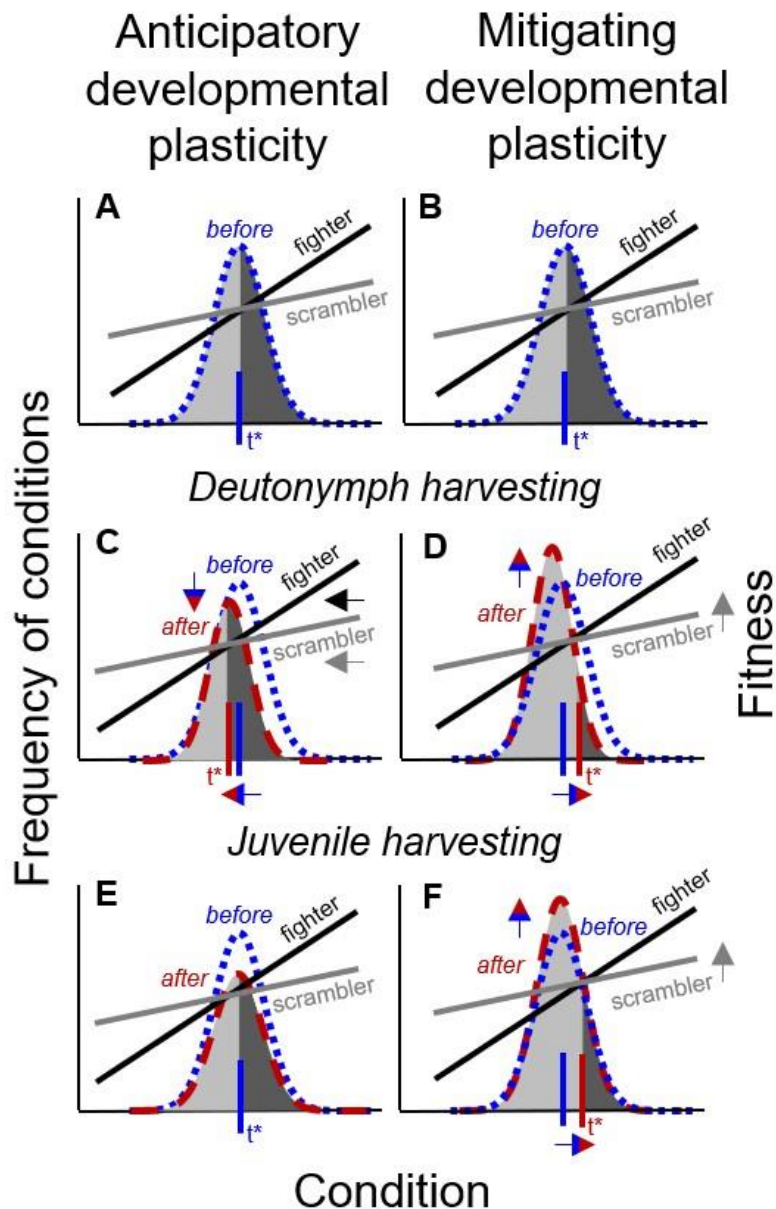 Anticipatory
developmental
plasticity
Mitigating
developmental
plasticity
Frequency of conditions
A
before
fighter
scrambler
t*
B
before
fighter
scrambler
t*
Deutonymph harvesting
C
before
fighter
after
scrambler
t*
D
before
fighter
after
scrambler
t*
Fitness
Juvenile harvesting
E
before
fighter
after
scrambler
t*
F
before
fighter
after
scrambler
t*
Condition